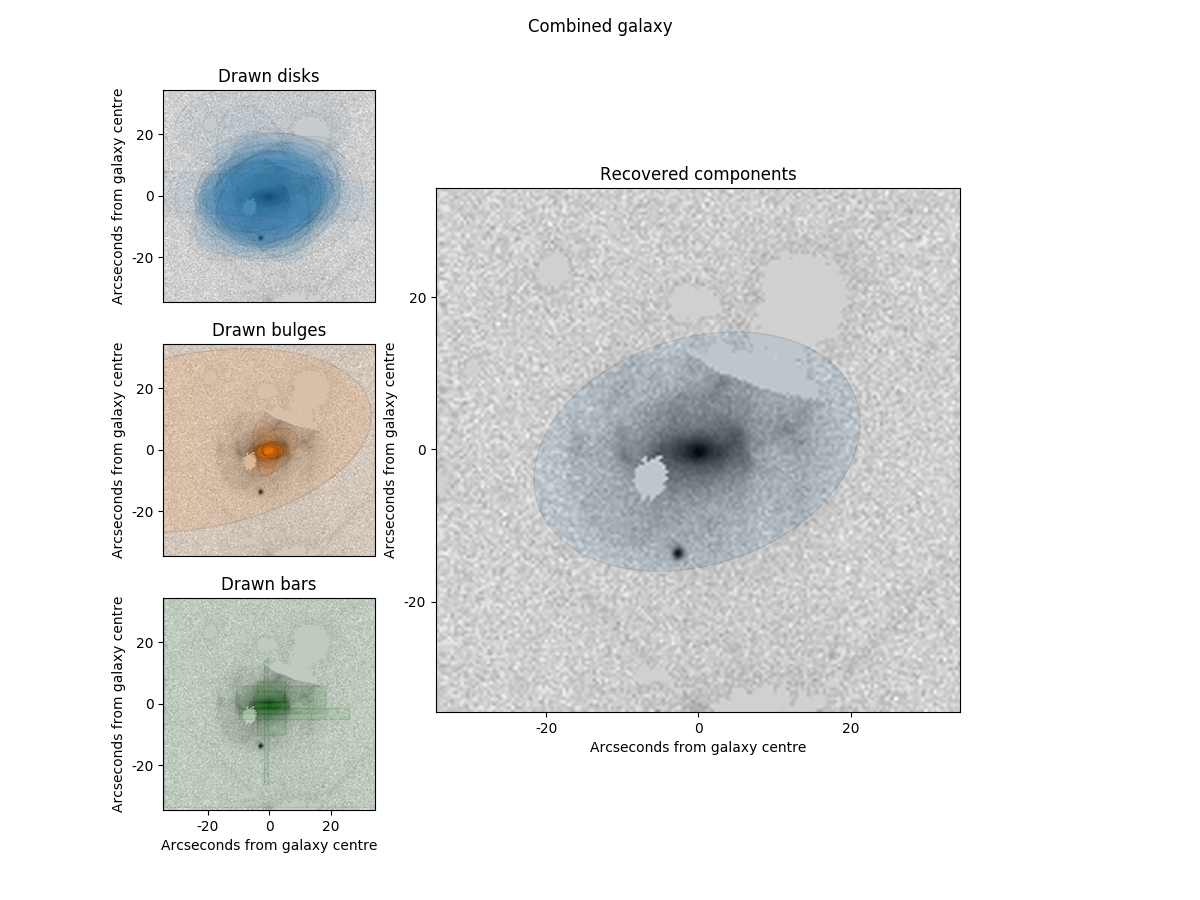 Combined galaxy
Drawn disks
Arcseconds from galaxy centre
20
0
-20
Drawn bulges
Arcseconds from galaxy centre
20
0
-20
Drawn bars
Arcseconds from galaxy centre
20
0
-20
-20 0 20
Arcseconds from galaxy centre
Recovered components
Arcseconds from galaxy centre
20
0
-20
-20 0 20
Arcseconds from galaxy centre